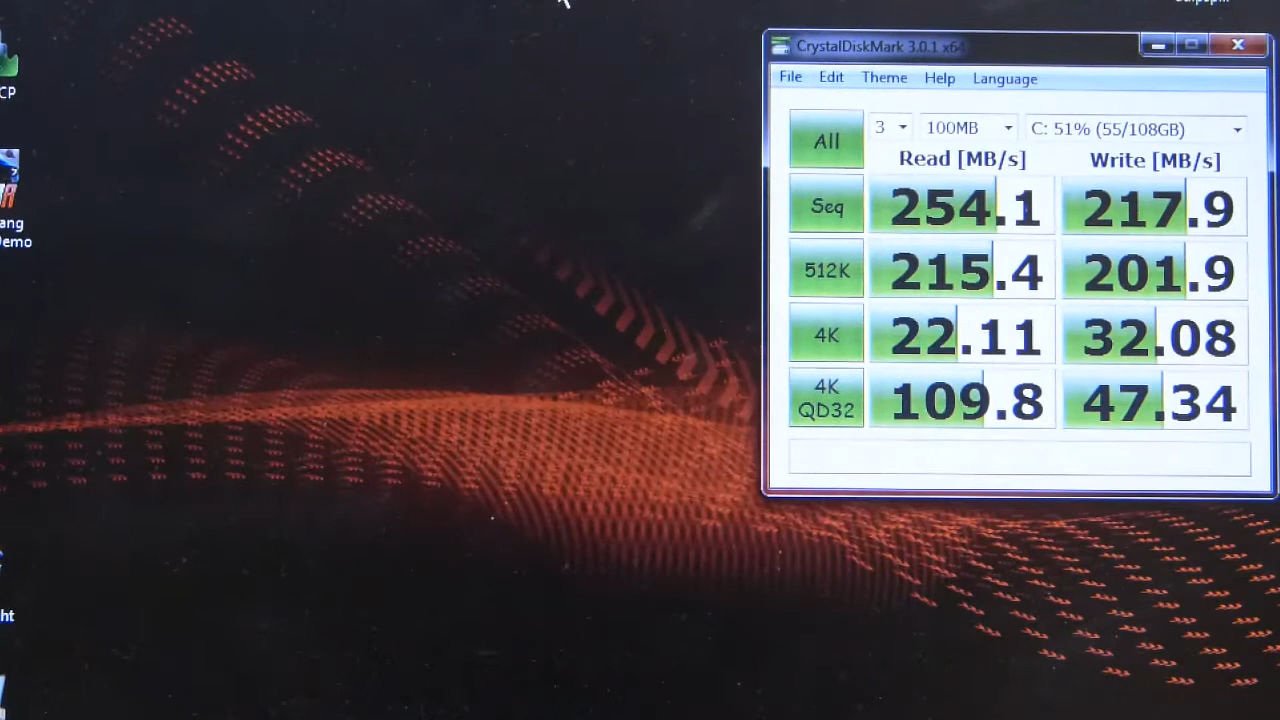 CP
ang
Demo
ht
CrystalDiskMark 3.0.1 x64
File Edit Theme Help Language
All 3 100MB C: 51% (55/108GB)
Read [MB/s] Write [MB/s]
Seq 254.1 217.9
512K 215.4 201.9
4K 22.11 32.08
4K QD32 109.8 47.34